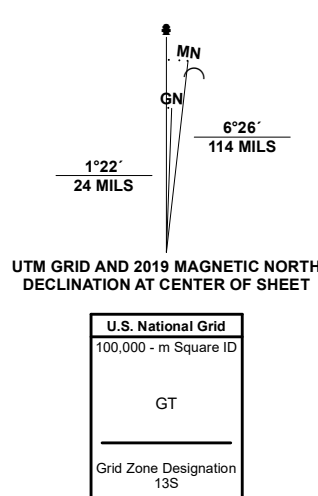 MN
GN
6°26´
114 MILS
1°22´
24 MILS
UTM GRID AND 2019 MAGNETIC NORTH
DECLINATION AT CENTER OF SHEET
U.S. National Grid
100,000 - m Square ID
GT
Grid Zone Designation
13S